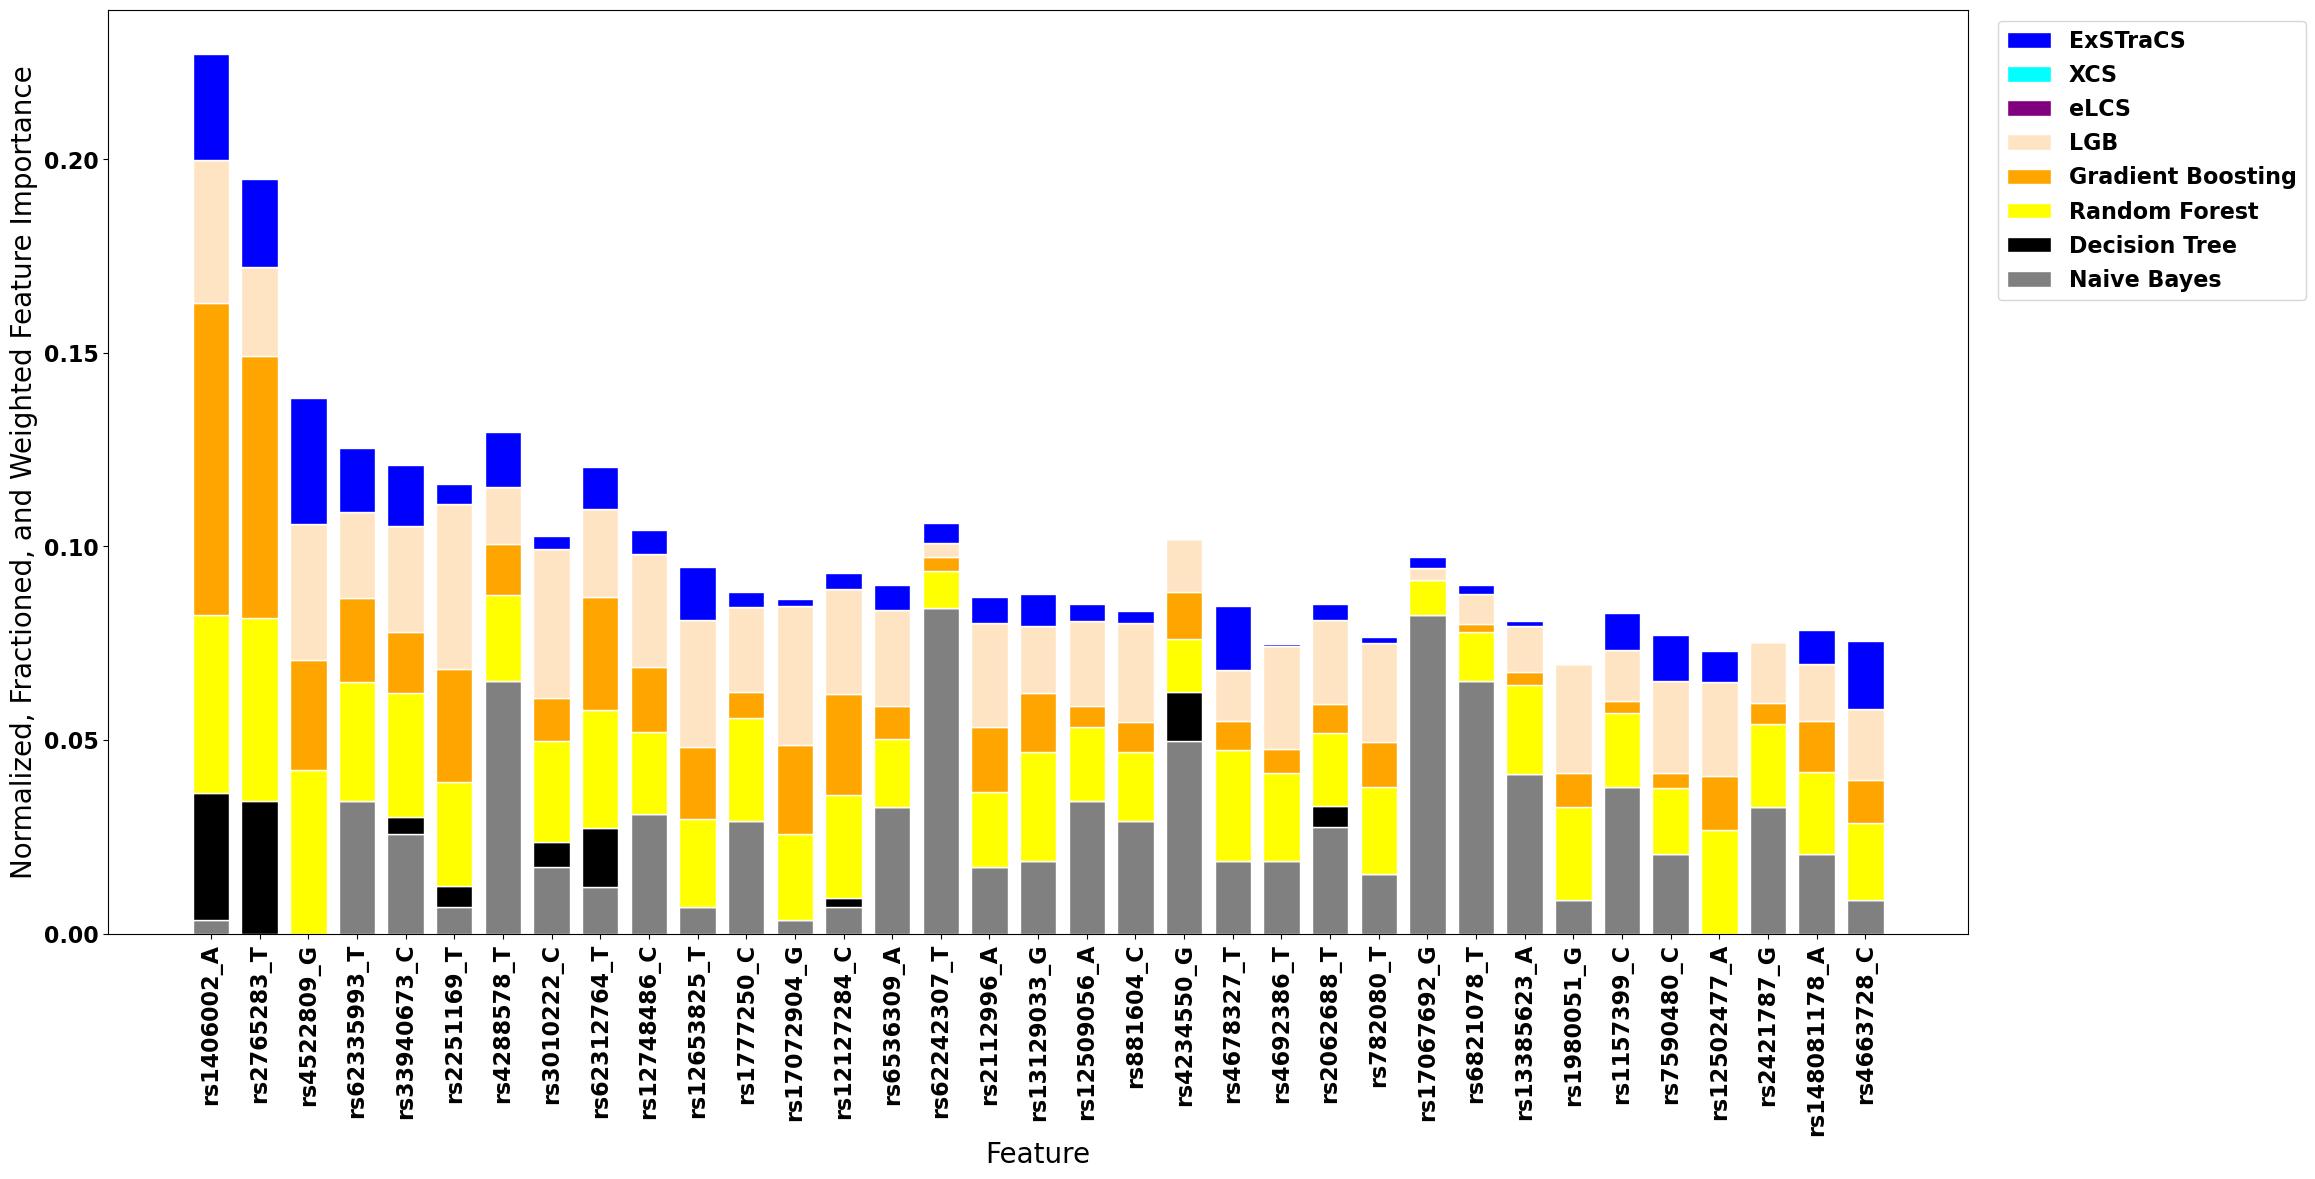 Normalized, Fractioned, and Weighted Feature Importance
0.20
0.15
0.10
0.05
0.00
rs1406002_A
rs2765283_T
rs4522809_G
rs62335993_T
rs33940673_C
rs2251169_T
rs4288578_T
rs3010222_C
rs62312764_T
rs12748486_C
rs12653825_T
rs1777250_C
rs17072904_G
rs12127284_C
rs6536309_A
rs62242307_T
rs2112996_A
rs13129033_G
rs12509056_A
rs881604_C
rs4234550_G
rs4678327_T
rs4692386_T
rs2062688_T
rs782080_T
rs17067692_G
rs6821078_T
rs13385623_A
rs1980051_G
rs1157399_C
rs7590480_C
rs12502477_A
rs2421787_G
rs148081178_A
rs4663728_C
Feature
ExSTraCS
XCS
eLCS
LGB
Gradient Boosting
Random Forest
Decision Tree
Naive Bayes